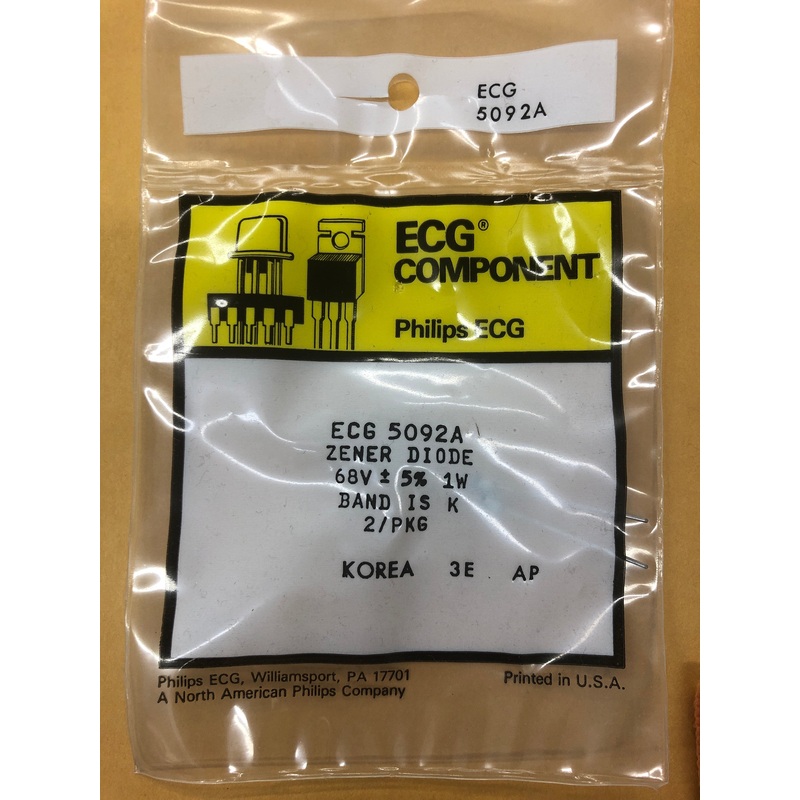 ECG
5092A
ECG®
COMPONENT
Philips ECG
ECG 5092A
ZENER DIODE
68V ± 5% 1W
BAND IS K
2/PKG
KOREA 3E AP
Philips ECG, Williamsport, PA 17701
A North American Philips Company
Printed in U.S.A.